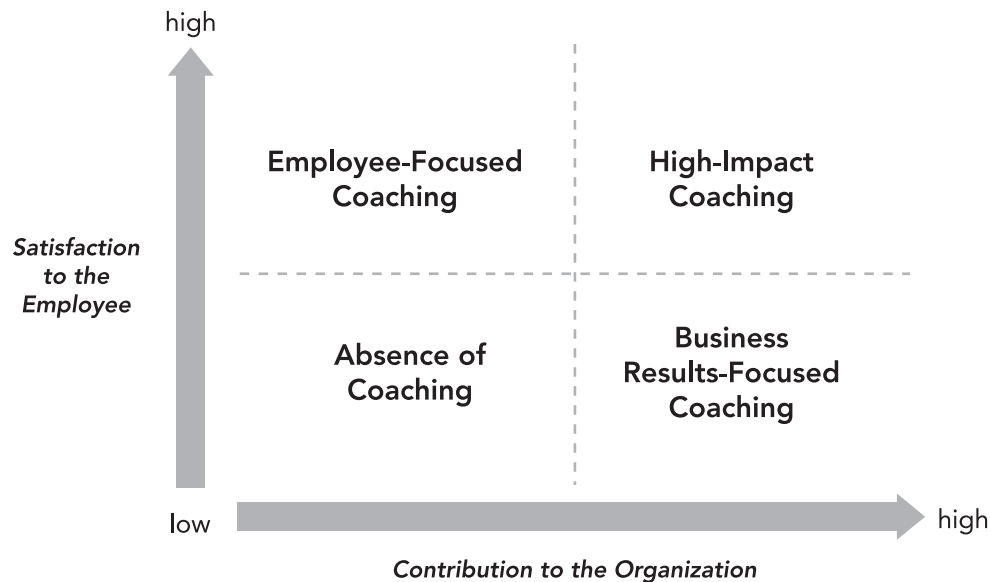 high
Employee-Focused
Coaching
High-Impact
Coaching
Satisfaction
to the
Employee
Absence of
Coaching
Business
Results-Focused
Coaching
low
high
Contribution to the Organization